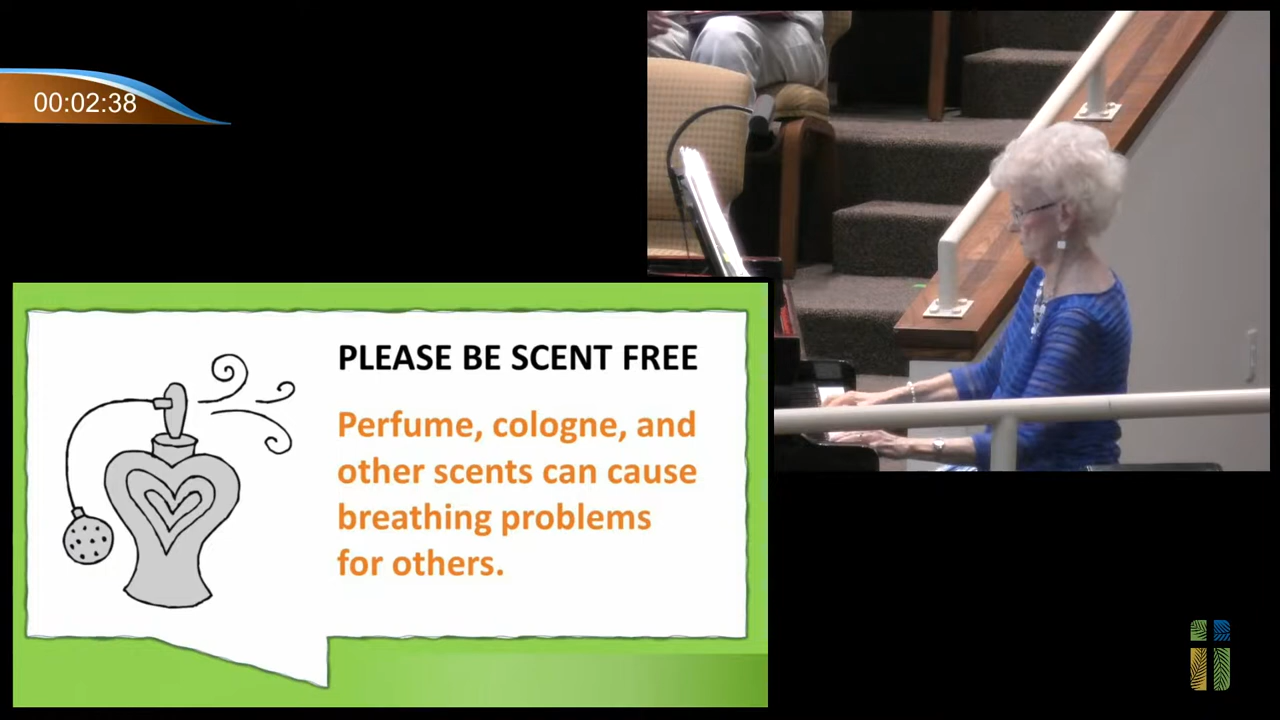 00:02:38
PLEASE BE SCENT FREE
Perfume, cologne, and
other scents can cause
breathing problems
for others.